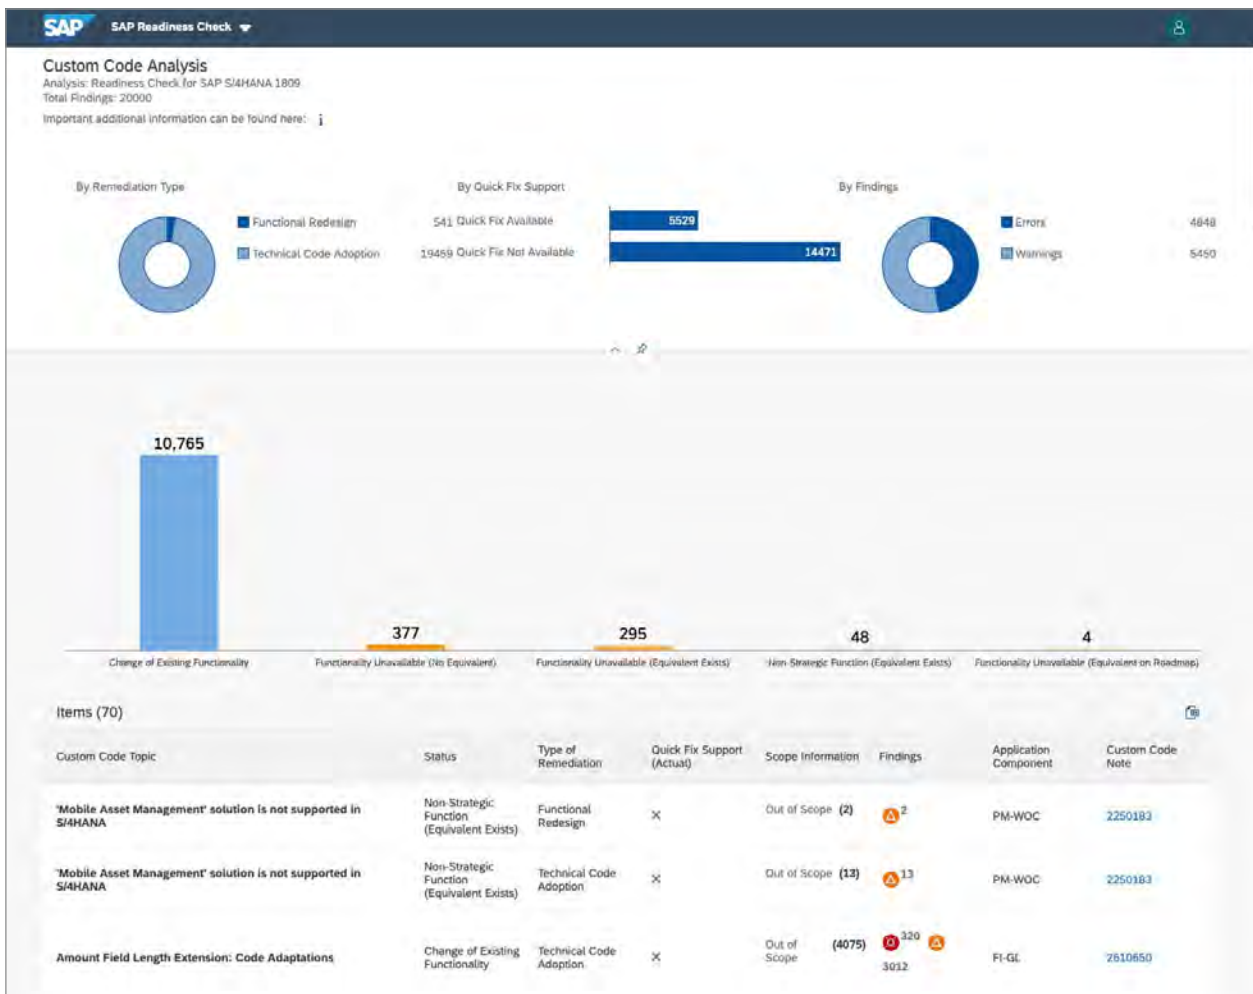 SAP SAP Readiness Check
Custom Code Analysis
Analysis: Readiness Check for SAP S/4HANA 1809
Total Findings: 20000
Important additional information can be found here: i
By Remediation Type
Functional Redesign 541
Technical Code Adoption 19459
By Quick Fix Support
Quick Fix Available 5529
Quick Fix Not Available 14471
By Findings
Errors 4848
Warnings 5450
10,765
377
295
48
4
Change of Existing Functionality
Functionality Unavailable (No Equivalent)
Functionality Unavailable (Equivalent Exists)
Non-Strategic Function (Equivalent Exists)
Functionality Unavailable (Equivalent on Roadmap)
Items (70)
Custom Code Topic
Status
Type of
Remediation
Quick Fix Support
(Actual)
Scope Information
Findings
Application
Component
Custom Code
Note
'Mobile Asset Management' solution is not supported in
S/4HANA
Non-Strategic
Function
(Equivalent Exists)
Functional
Redesign
Out of Scope (2)
2
PM-WOC
2250183
'Mobile Asset Management' solution is not supported in
S/4HANA
Non-Strategic
Function
(Equivalent Exists)
Technical Code
Adoption
Out of Scope (13)
13
PM-WOC
2250183
Amount Field Length Extension: Code Adaptations
Change of Existing
Functionality
Technical Code
Adoption
Out of
Scope
(4075)
320
3012
FI-GL
2610650